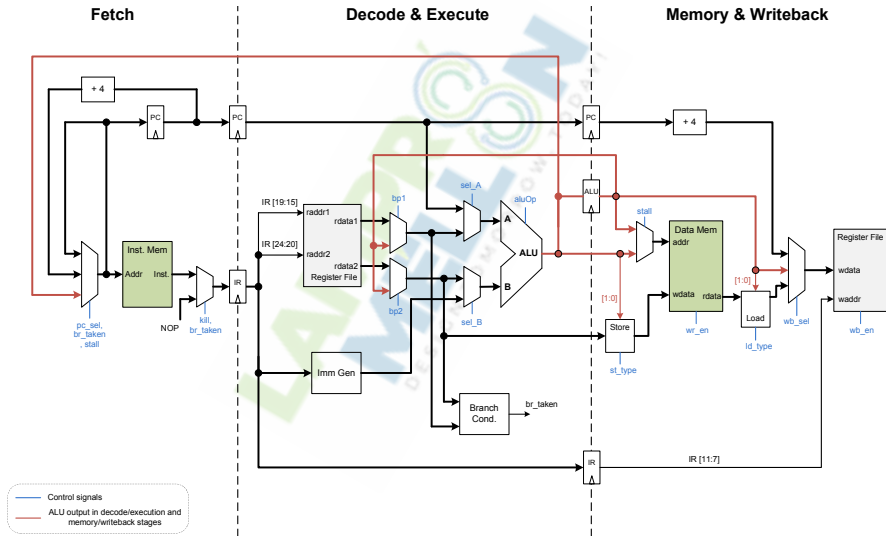 Fetch
Decode & Execute
Memory & Writeback
+ 4
PC
PC
PC
+ 4
IR [19:15]
IR [24:20]
raddr1
rdata1
raddr2
rdata2
Register File
bp1
bp2
sel_A
sel_B
aluOp
A
ALU
B
ALU
stall
Data Mem
addr
wdata
rdata
wr_en
[1:0]
Store
st_type
[1:0]
Load
ld_type
wb_sel
Register File
wdata
waddr
wb_en
Inst. Mem
Addr
Inst.
pc_sel,
br_taken
, stall
NOP
kill,
br_taken
IR
Imm Gen
Branch
Cond.
br_taken
IR
IR [11:7]
Control signals
ALU output in decode/execution and
memory/writeback stages
LAMPRO
MELLON